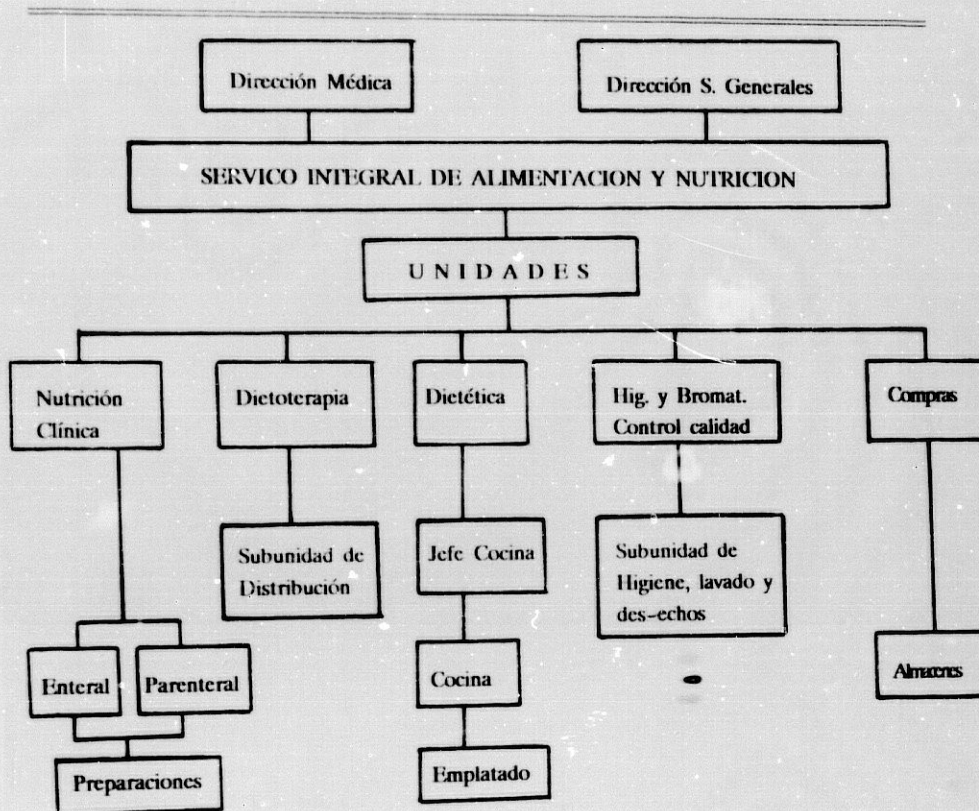 Dirección Médica
Dirección S. Generales
SERVICO INTEGRAL DE ALIMENTACION Y NUTRICION
UNIDADES
Nutrición
Clínica
Dietoterapia
Dietética
Hig. y Bromat.
Control calidad
Compras
Subunidad de
Distribución
Jefe Cocina
Subunidad de
Higiene, lavado y
des-echos
Enteral
Parenteral
Cocina
Almacenes
Preparaciones
Emplatado